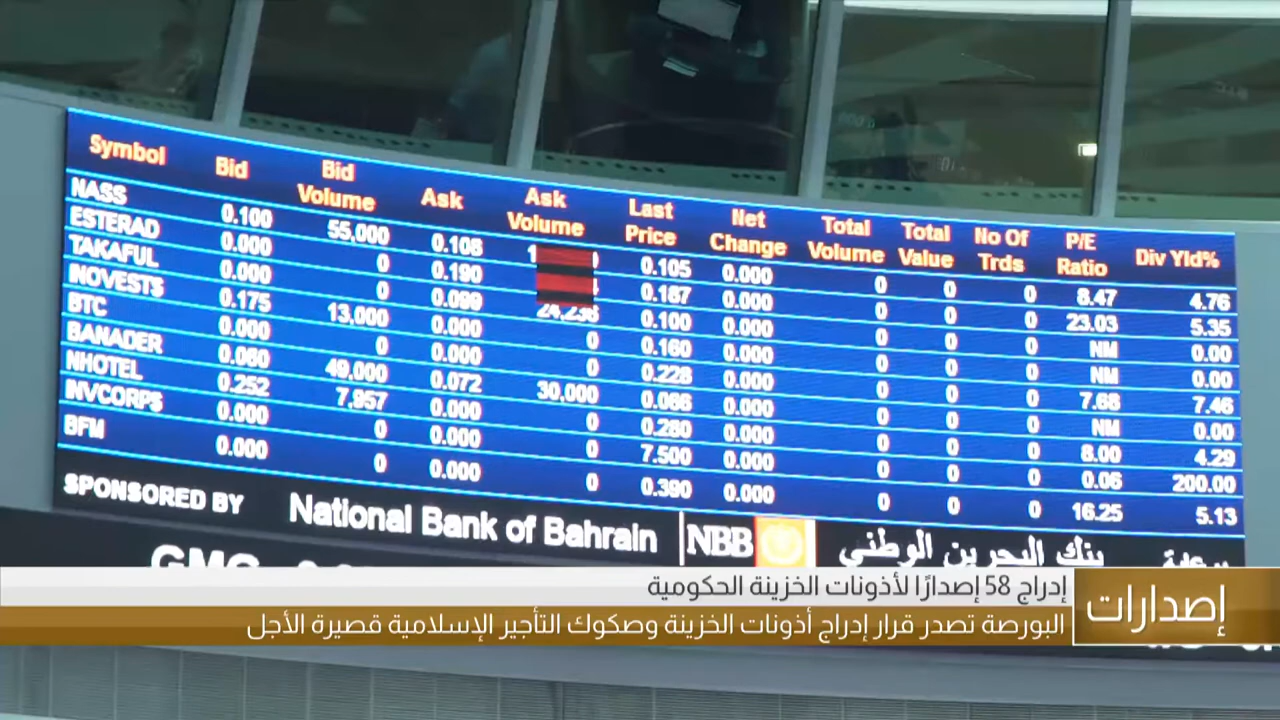 Symbol Bid Bid Volume Ask Ask Volume Last Price Net Change Total Volume Total Value No Of Trds P/E Ratio Div Yld%
NASS 0.100 55,000 0.106 0.105 0.000 0 0 0 8.47 4.76
ESTERAD 0.000 0 0.190 0.187 0.000 0 0 0 23.03 5.35
TAKAFUL 0.000 0 0.099 0.100 0.000 0 0 0 NM 0.00
INOVEST$ 0.175 13,000 0.000 0 0.160 0.000 0 0 0 NM 0.00
BTC 0.000 0 0.000 0 0.228 0.000 0 0 0 7.68 7.46
BANADER 0.060 49,000 0.072 30,000 0.066 0.000 0 0 0 NM 0.00
NHOTEL 0.252 7,957 0.000 0 0.280 0.000 0 0 0 8.00 4.29
INVCORP$ 0.000 0 0.000 0 7.500 0.000 0 0 0 0.06 200.00
BFM 0.000 0 0.000 0 0.390 0.000 0 0 0 16.25 5.13
SPONSORED BY National Bank of Bahrain NBB بنك البحرين الوطني برعاية
GMG
إصدارات
إدراج 58 إصدارًا لأذونات الخزينة الحكومية
البورصة تصدر قرار إدراج أذونات الخزينة وصكوك التأجير الإسلامية قصيرة الأجل